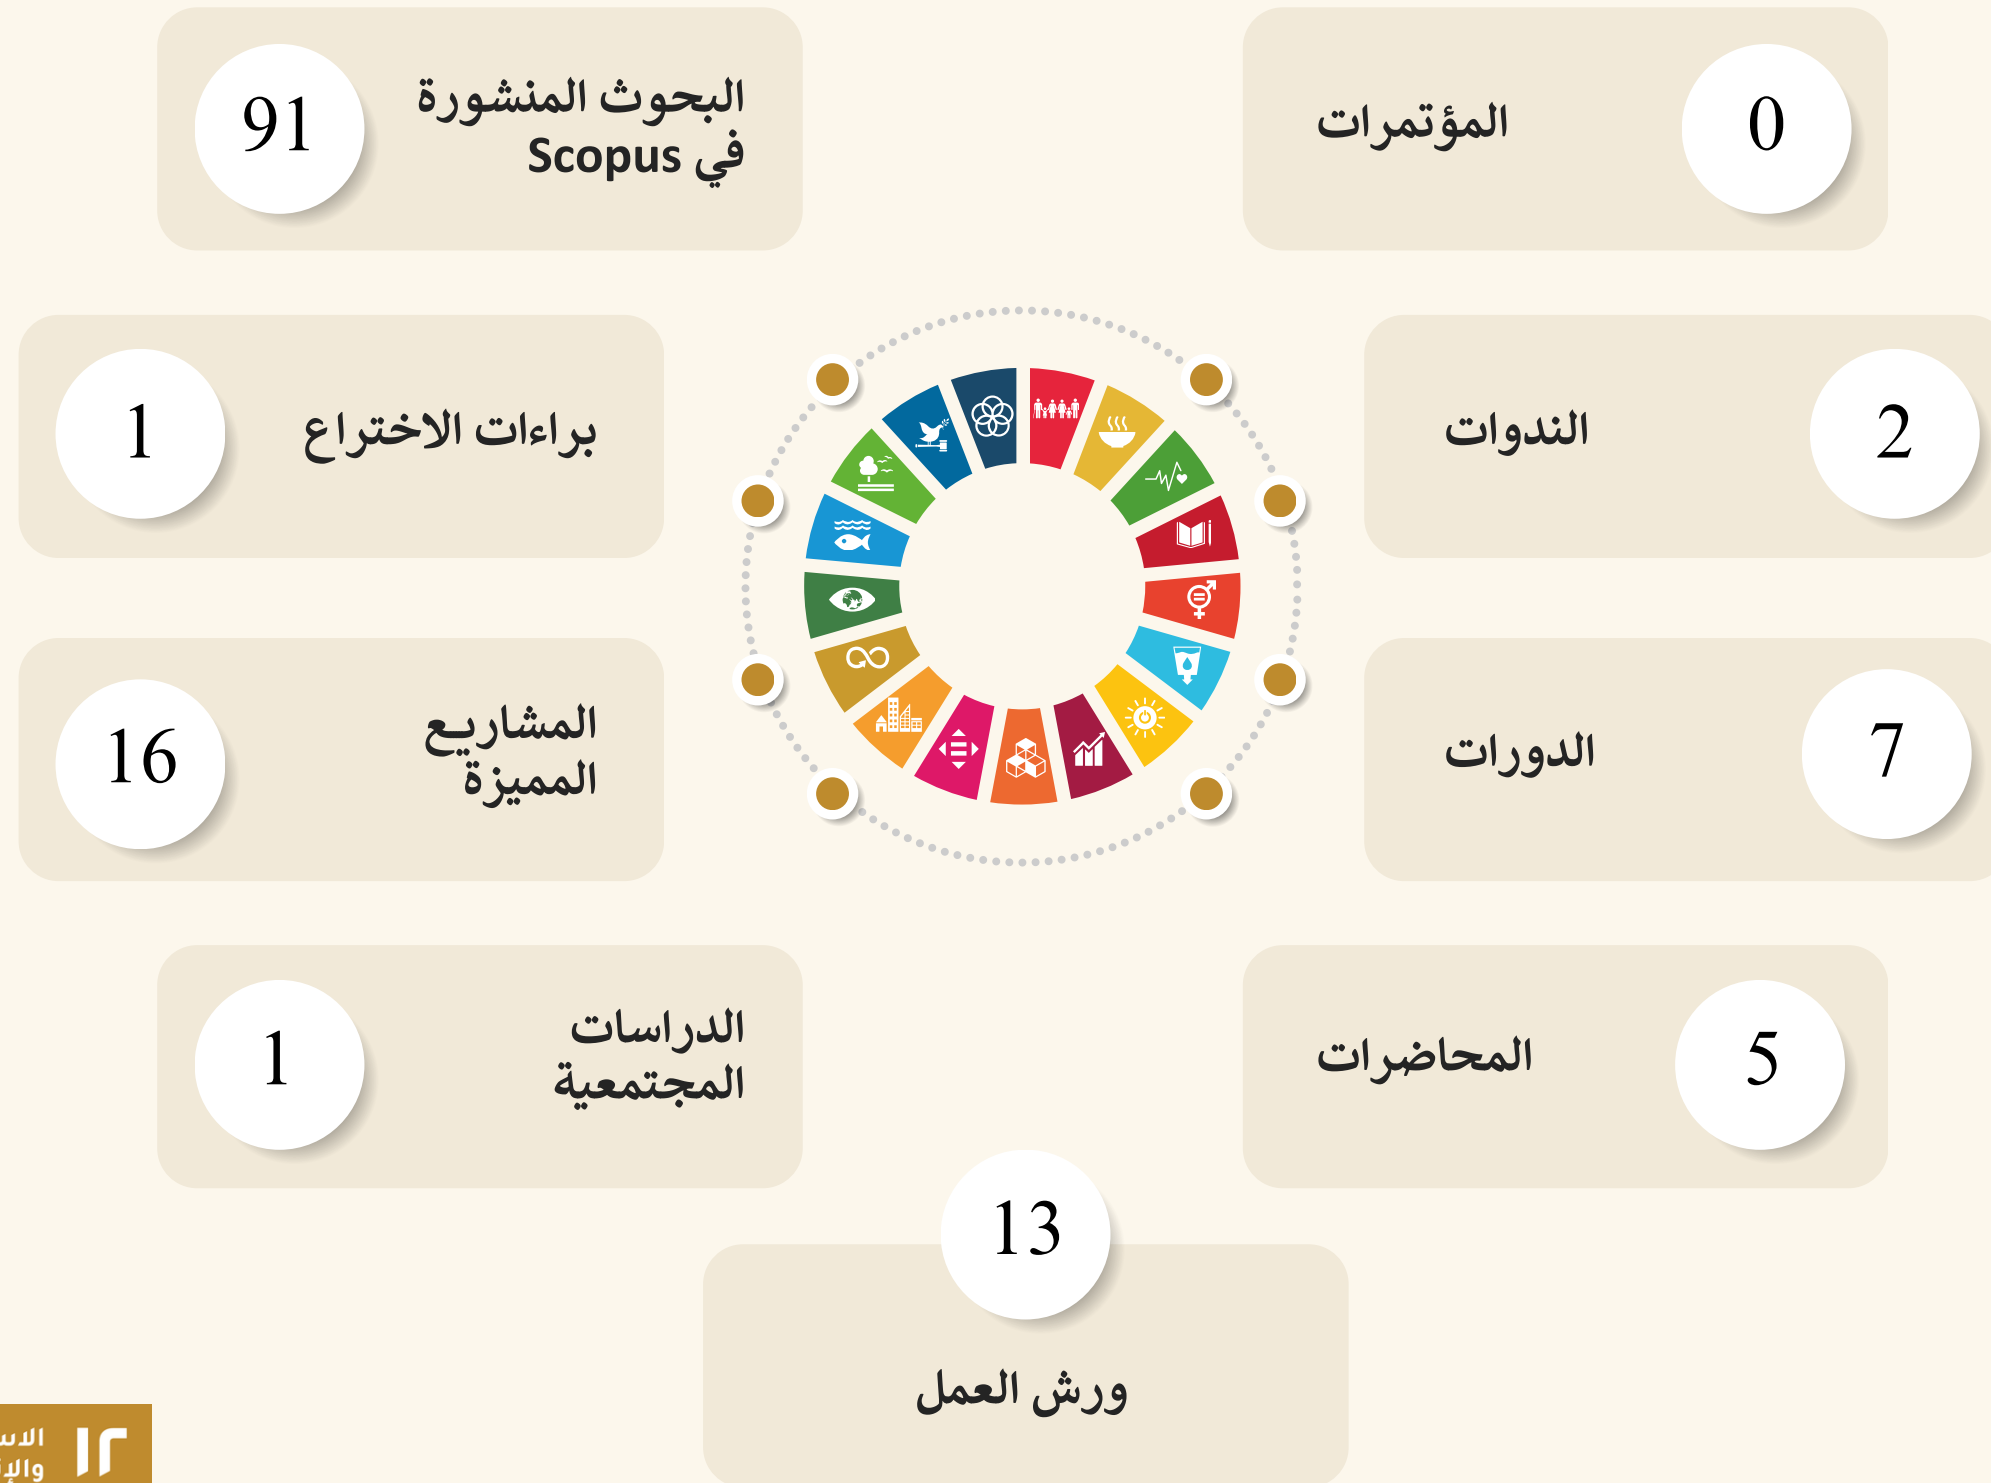 المؤتمرات
0
البحوث المنشورة
في Scopus
91
الندوات
2
براءات الاختراع
1
الدورات
7
المشاريع
المميزة
16
المحاضرات
5
الدراسات
المجتمعية
1
13
ورش العمل
١٢